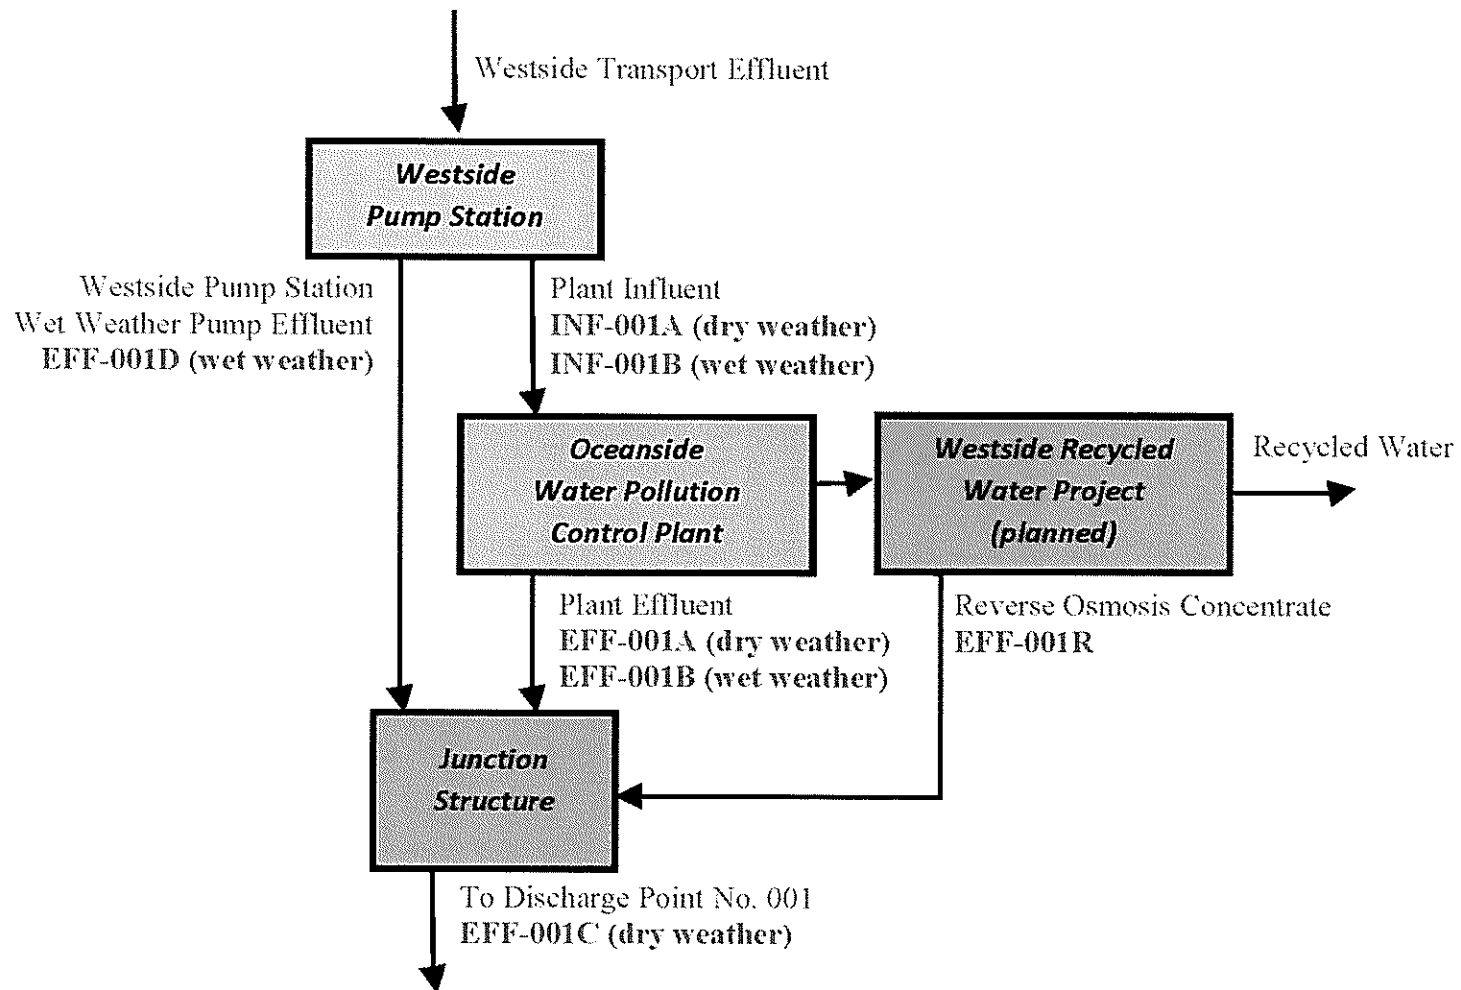 Westside Transport Effluent
Westside
Pump Station
Westside Pump Station
Wet Weather Pump Effluent
EFF-001D (wet weather)
Plant Influent
INF-001A (dry weather)
INF-001B (wet weather)
Oceanside
Water Pollution
Control Plant
Westside Recycled
Water Project
(planned)
Recycled Water
Plant Effluent
EFF-001A (dry weather)
EFF-001B (wet weather)
Reverse Osmosis Concentrate
EFF-001R
Junction
Structure
To Discharge Point No. 001
EFF-001C (dry weather)